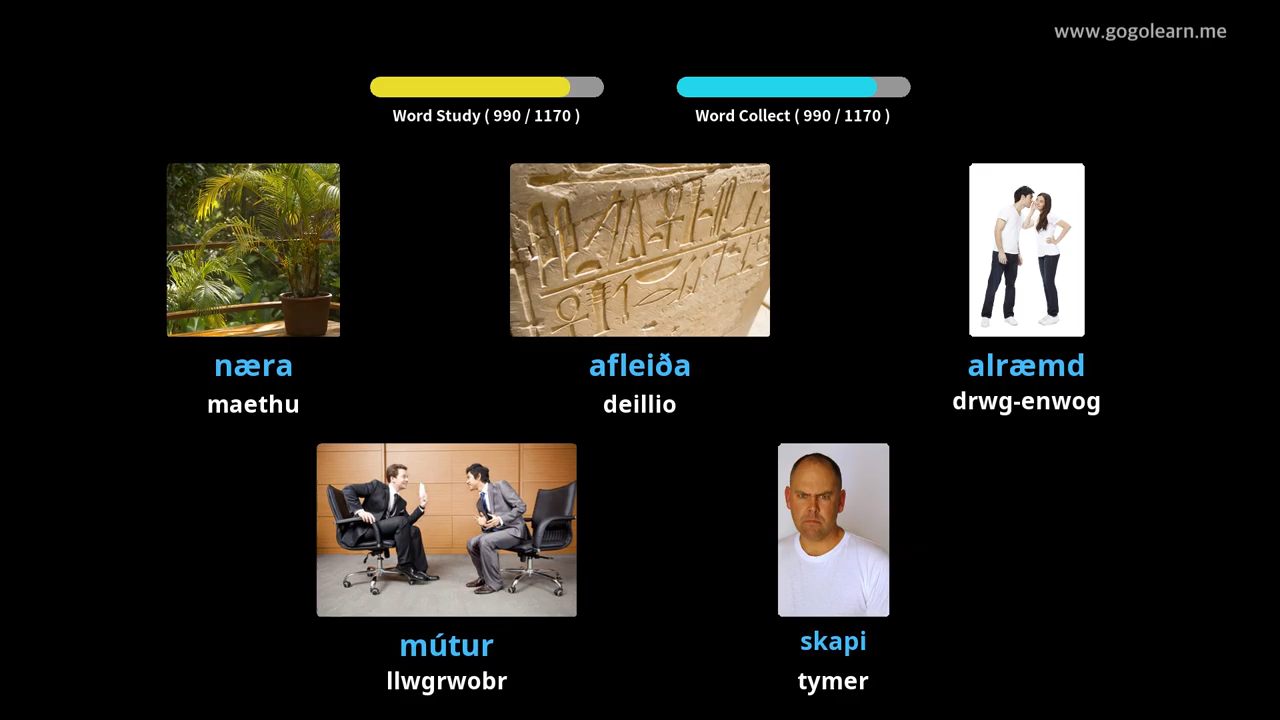 www.gogolearn.me
Word Study ( 990 / 1170 )
Word Collect ( 990 / 1170 )
næra
maethu
afleiða
deillio
alræmd
drwg-enwog
mútur
llwgrwobr
skapi
tymer